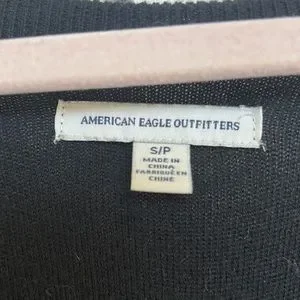 AMERICAN EAGLE OUTFITTERS
S/P
MADE IN
CHINA
FABRIQUÉ EN
CHINE